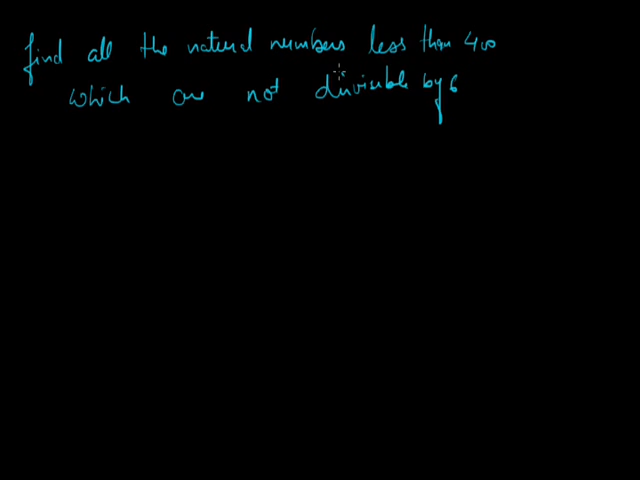 find all the natural numbers less than 400
which are not divisible by 6